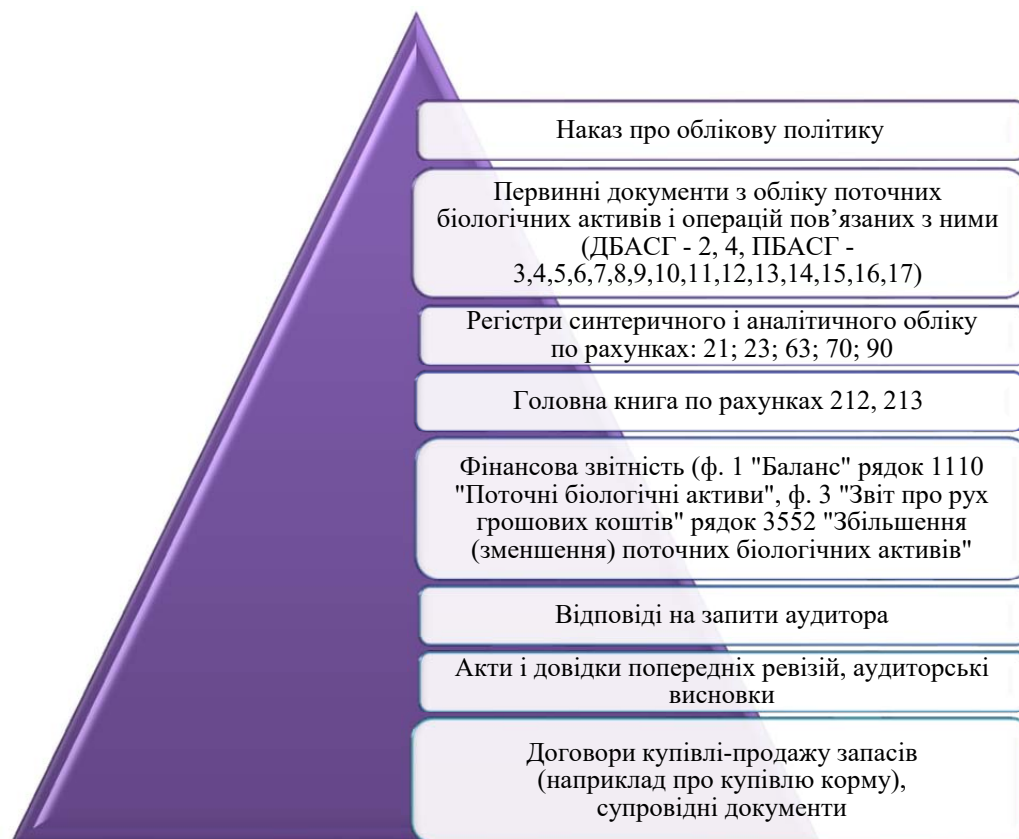 Наказ про облікову політику
Первинні документи з обліку поточних
біологічних активів і операцій пов’язаних з ними
(ДБАСГ - 2, 4, ПБАСГ -
3,4,5,6,7,8,9,10,11,12,13,14,15,16,17)
Регістри синтеричного і аналітичного обліку
по рахунках: 21; 23; 63; 70; 90
Головна книга по рахунках 212, 213
Фінансова звітність (ф. 1 "Баланс" рядок 1110
"Поточні біологічні активи", ф. 3 "Звіт про рух
грошових коштів" рядок 3552 "Збільшення
(зменшення) поточних біологічних активів"
Відповіді на запити аудитора
Акти і довідки попередніх ревізій, аудиторські
висновки
Договори купівлі-продажу запасів
(наприклад про купівлю корму),
супровідні документи